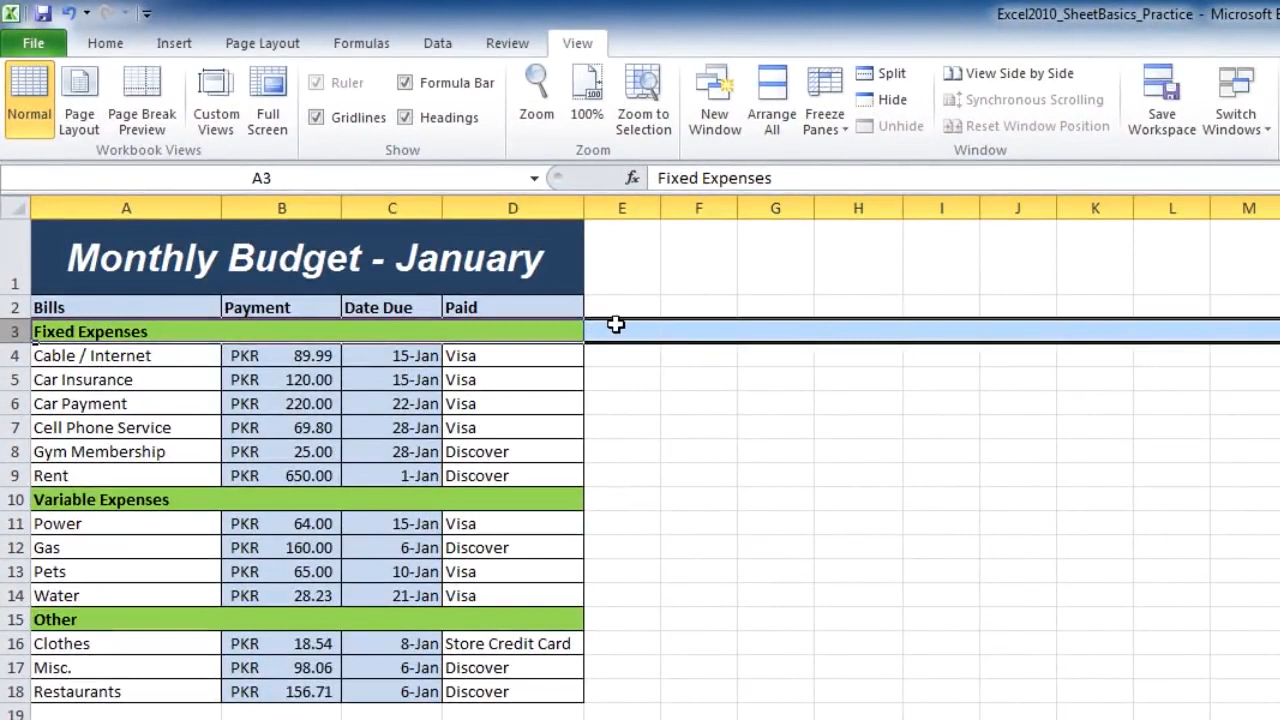 Excel2010_SheetBasics_Practice - Microsoft E
File Home Insert Page Layout Formulas Data Review View
Normal Page Layout Page Break Preview Custom Views Full Screen
Workbook Views
Ruler Formula Bar
Gridlines Headings
Show
Zoom 100% Zoom to Selection
Zoom
New Window Arrange All Freeze Panes
Split
Hide
Unhide
View Side by Side
Synchronous Scrolling
Reset Window Position
Save Workspace Switch Windows
Window
A3 fx Fixed Expenses
A B C D E F G H I J K L M
1 Monthly Budget - January
2 Bills Payment Date Due Paid
3 Fixed Expenses
4 Cable / Internet PKR 89.99 15-Jan Visa
5 Car Insurance PKR 120.00 15-Jan Visa
6 Car Payment PKR 220.00 22-Jan Visa
7 Cell Phone Service PKR 69.80 28-Jan Visa
8 Gym Membership PKR 25.00 28-Jan Discover
9 Rent PKR 650.00 1-Jan Discover
10 Variable Expenses
11 Power PKR 64.00 15-Jan Visa
12 Gas PKR 160.00 6-Jan Discover
13 Pets PKR 65.00 10-Jan Visa
14 Water PKR 28.23 21-Jan Visa
15 Other
16 Clothes PKR 18.54 8-Jan Store Credit Card
17 Misc. PKR 98.06 6-Jan Discover
18 Restaurants PKR 156.71 6-Jan Discover
19